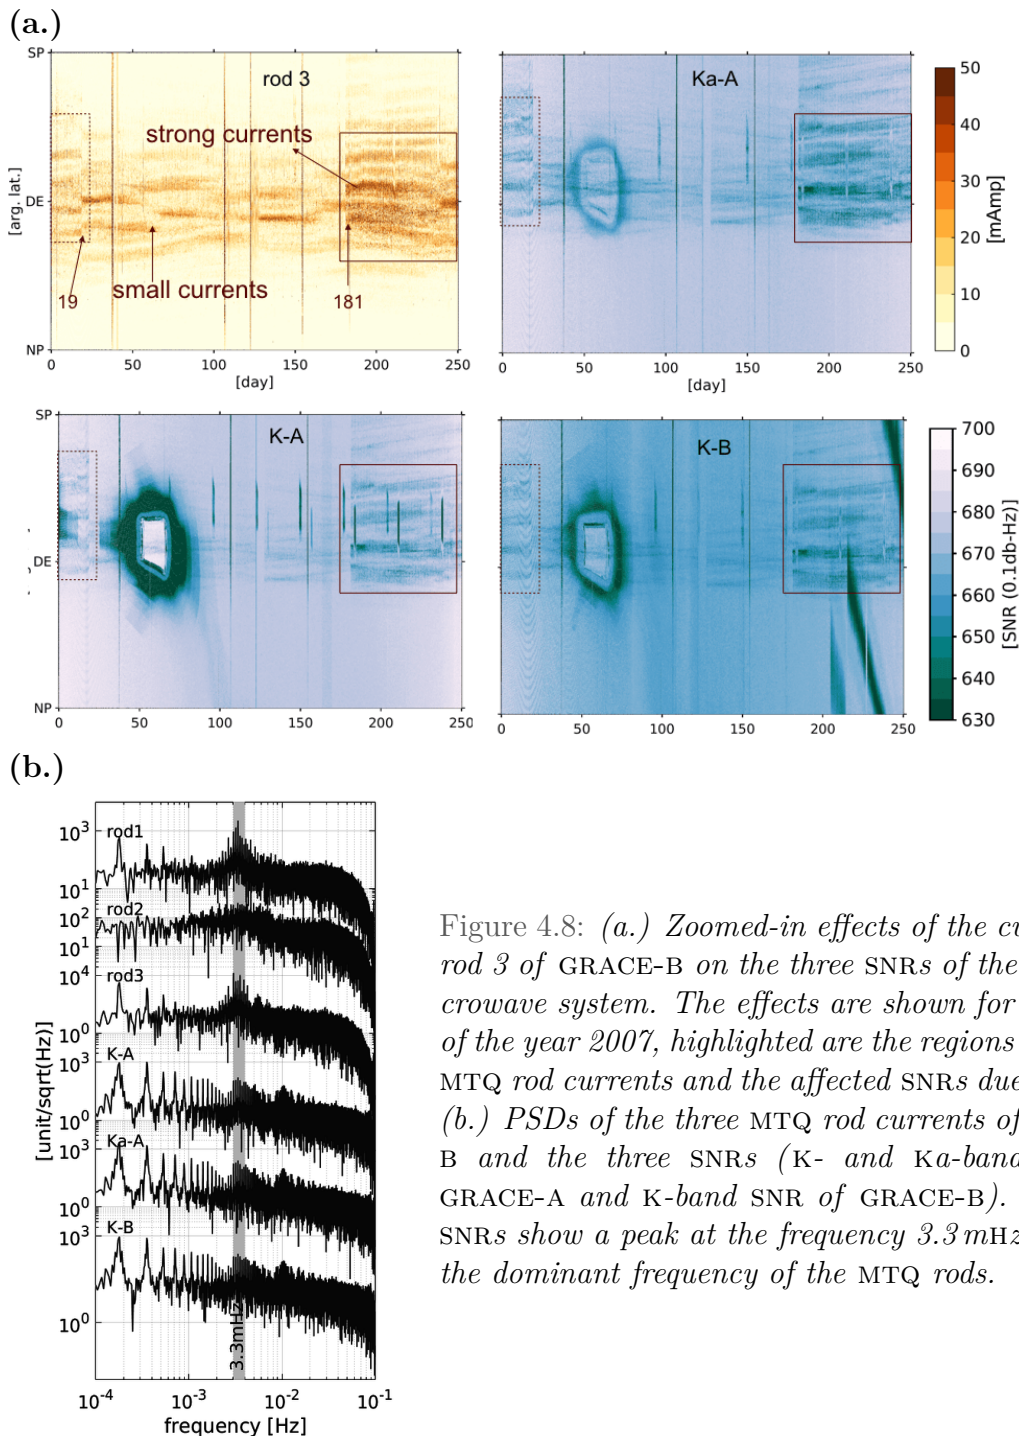 (a.)
rod 3
Ka-A
strong currents
small currents
19
181
SP
DE
NP
[arg. lat.]
0 50 100 150 200 250
[day]
0 50 100 150 200 250
[day]
50
40
30
20
10
0
[mAmp]
K-A
K-B
SP
DE
NP
0 50 100 150 200 250
0 50 100 150 200 250
700
690
680
670
660
650
640
630
[SNR (0.1db-Hz)]
(b.)
10³
rod1
10¹
10²
rod2
10¹
10⁴
rod3
10⁰
10³
K-A
10⁰
Ka-A
10³
10⁰
10³
K-B
10⁰
[unit/sqrt(Hz)]
3.3mHz
10⁻⁴ 10⁻³ 10⁻² 10⁻¹
frequency [Hz]
Figure 4.8: (a.) Zoomed-in effects of the cu
rod 3 of GRACE-B on the three SNRs of the
crowave system. The effects are shown for
of the year 2007, highlighted are the regions
MTQ rod currents and the affected SNRs due
(b.) PSDs of the three MTQ rod currents of
B and the three SNRs (K- and Ka-band
GRACE-A and K-band SNR of GRACE-B).
SNRs show a peak at the frequency 3.3 mHz
the dominant frequency of the MTQ rods.